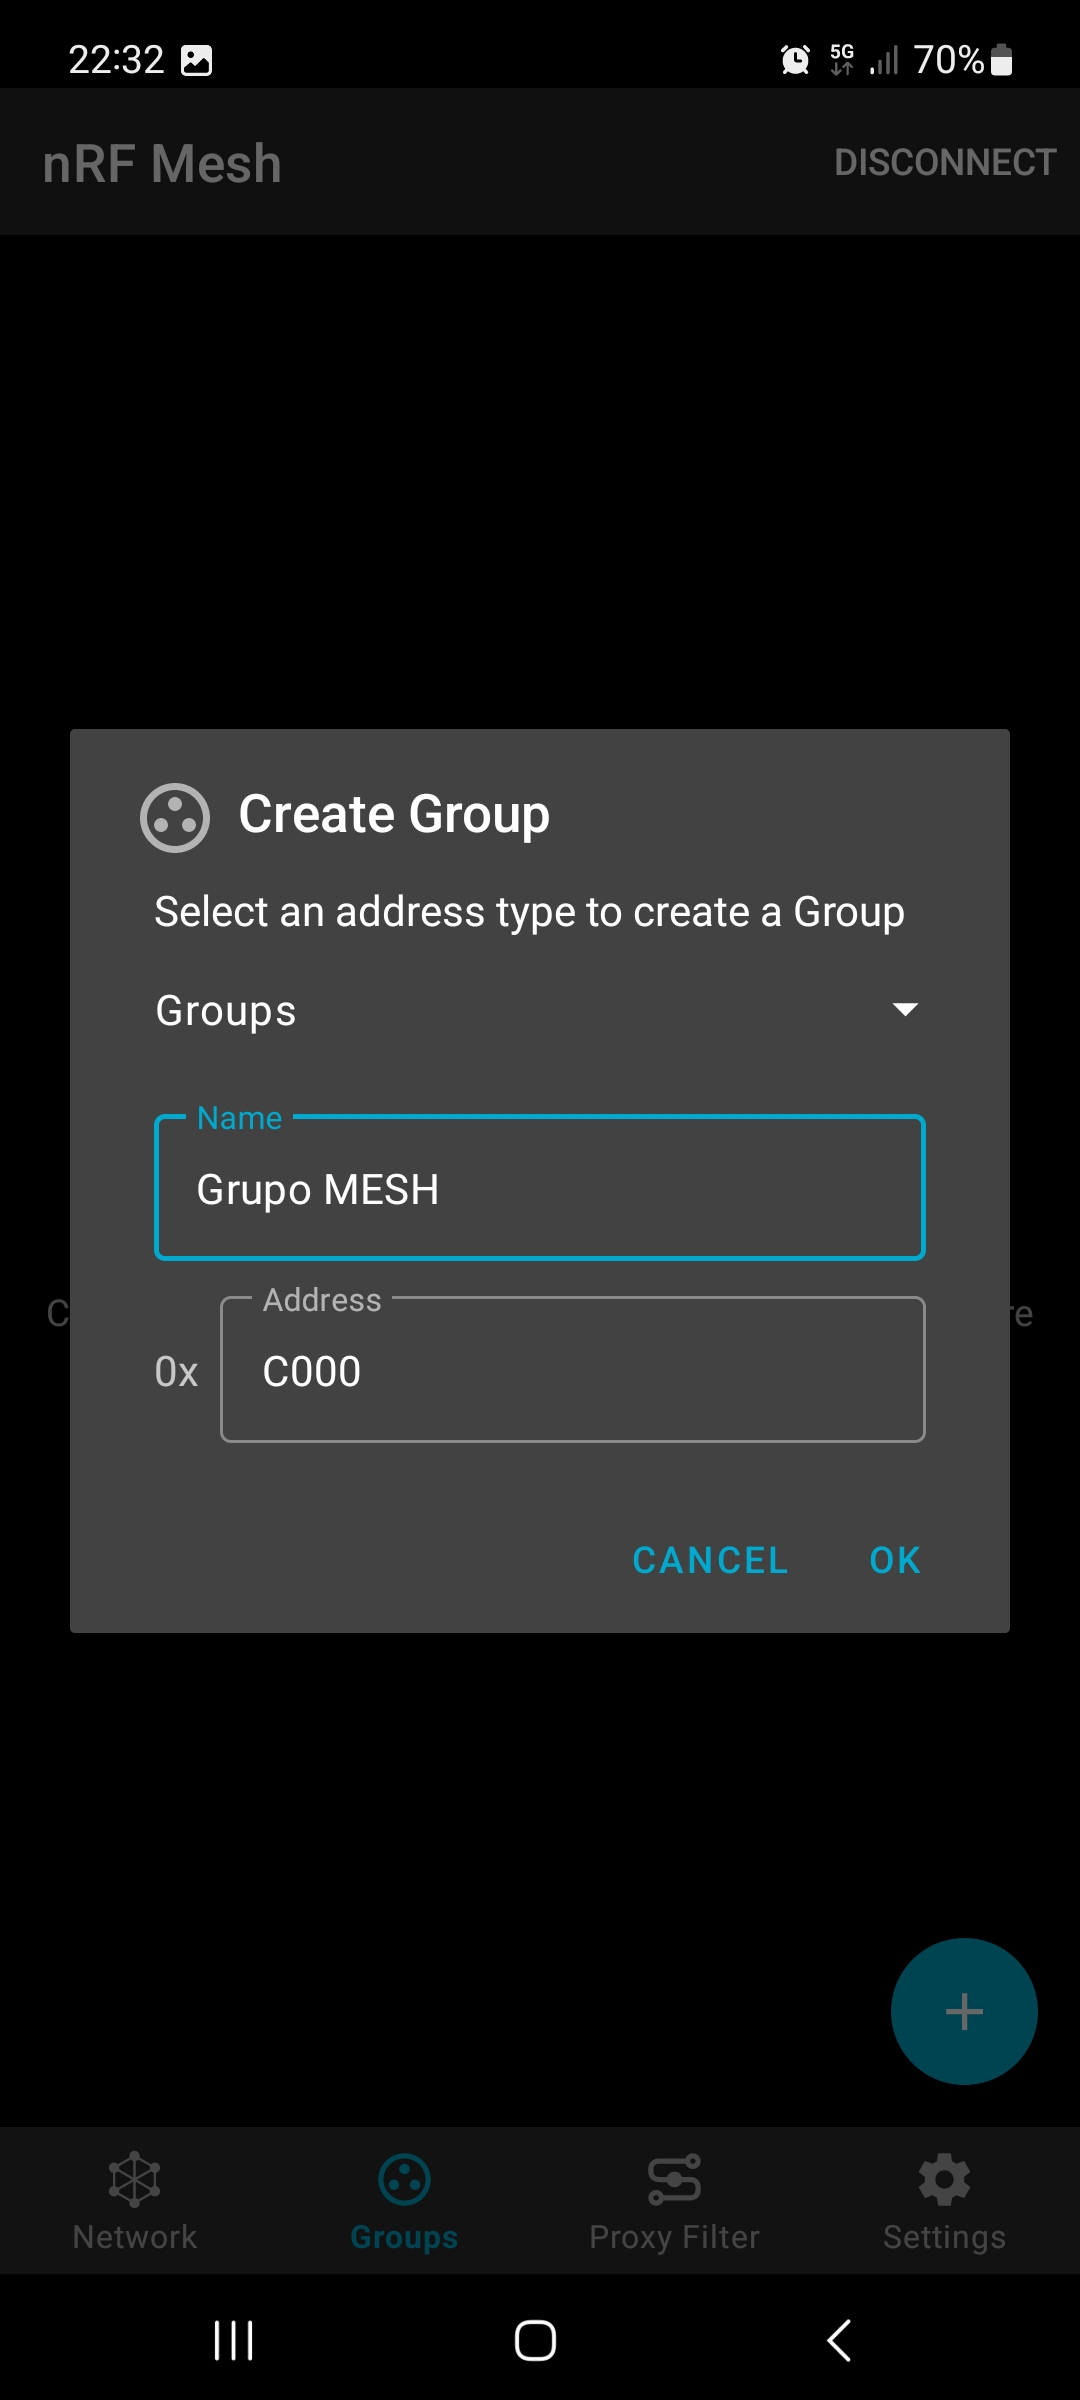 22:32 5G 70%
nRF Mesh DISCONNECT
Create Group
Select an address type to create a Group
Groups
Name
Grupo MESH
Address
0x C000
CANCEL OK
Network Groups Proxy Filter Settings